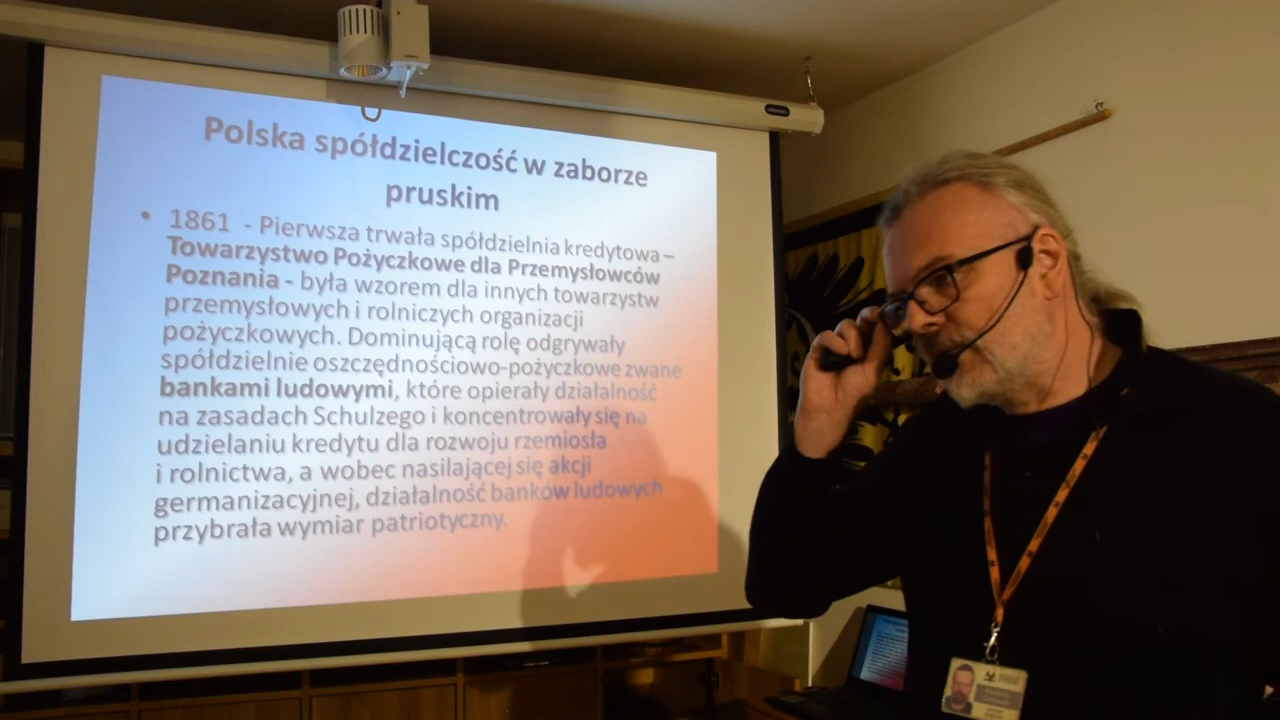 Polska spółdzielczość w zaborze
pruskim
• 1861 - Pierwsza trwała spółdzielnia kredytowa –
Towarzystwo Pożyczkowe dla Przemysłowców
Poznania - była wzorem dla innych towarzystw
przemysłowych i rolniczych organizacji
pożyczkowych. Dominującą rolę odgrywały
spółdzielnie oszczędnościowo-pożyczkowe zwane
bankami ludowymi, które opierały działalność
na zasadach Schulzego i koncentrowały się na
udzielaniu kredytu dla rozwoju rzemiosła
i rolnictwa, a wobec nasilającej się akcji
germanizacyjnej, działalność banków ludowych
przybrała wymiar patriotyczny.